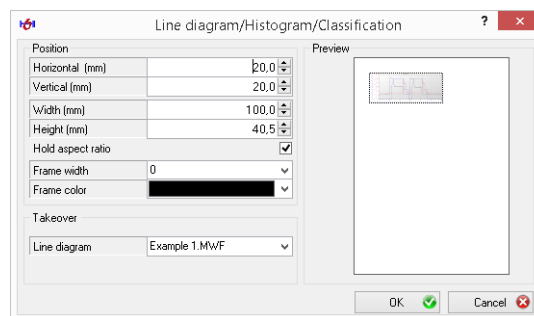 Line diagram/Histogram/Classification ?
Position
Horizontal (mm) 20,0
Vertical (mm) 20,0
Width (mm) 100,0
Height (mm) 40,5
Hold aspect ratio
Frame width 0
Frame color
Takeover
Line diagram Example 1.MWF
Preview
OK
Cancel